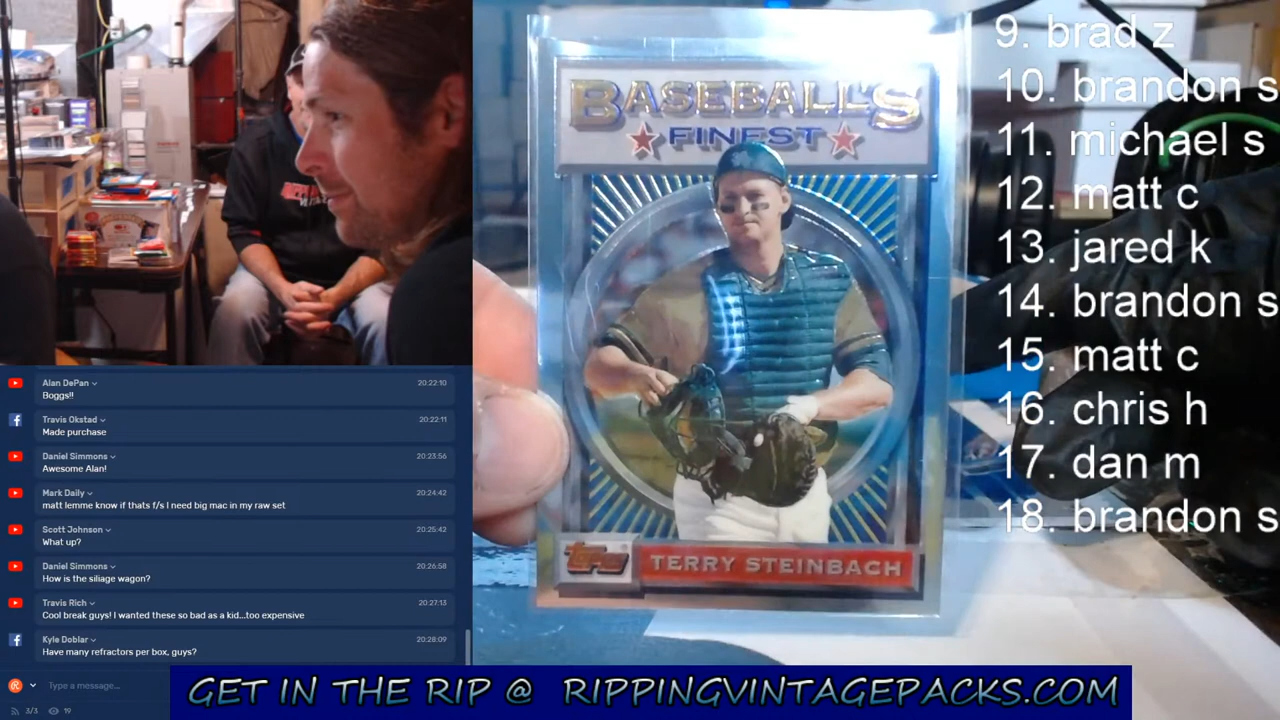 BASEBALL'S
FINEST
TERRY STEINBACH
9. brad z
10. brandon s
11. michael s
12. matt c
13. jared k
14. brandon s
15. matt c
16. chris h
17. dan m
18. brandon s
Alan DePan 20:22:10
Boggs!!
Travis Okstad 20:22:11
Made purchase
Daniel Simmons 20:23:56
Awesome Alan!
Mark Daily 20:24:42
matt lemme know if thats f/s I need big mac in my raw set
Scott Johnson 20:25:42
What up?
Daniel Simmons 20:26:58
How is the siliage wagon?
Travis Rich 20:27:13
Cool break guys! I wanted these so bad as a kid...too expensive
Kyle Doblar 20:28:09
Have many refractors per box, guys?
Type a message...
3/3 19
GET IN THE RIP @ RIPPINGVINTAGEPACKS.COM